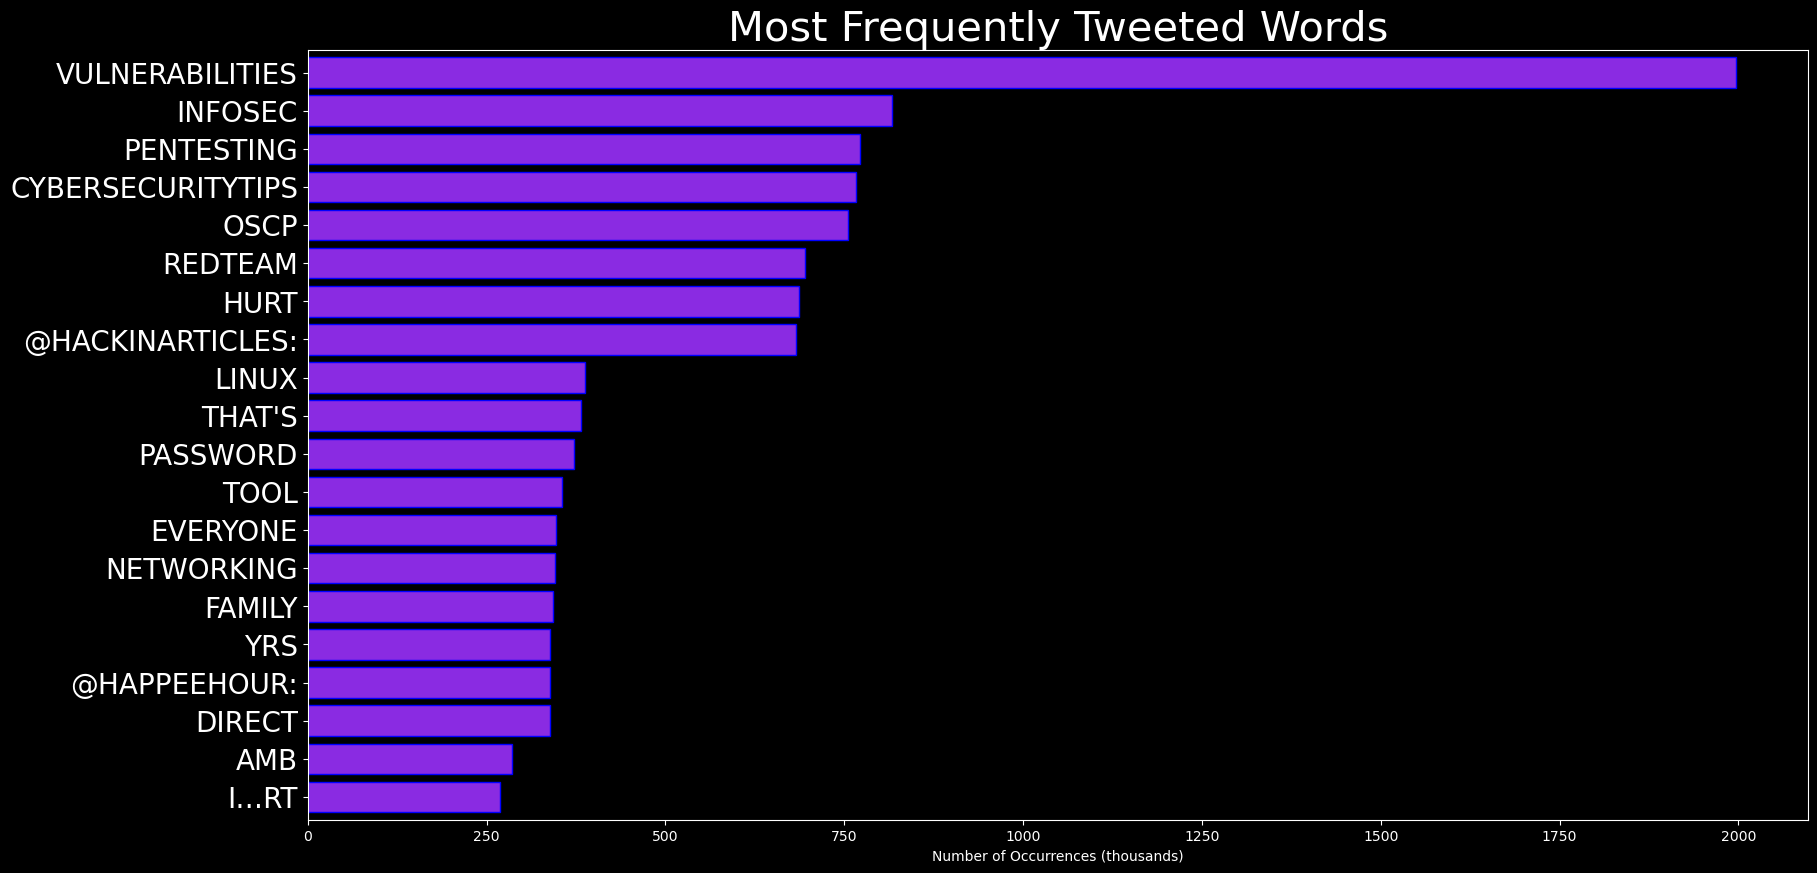 Most Frequently Tweeted Words
VULNERABILITIES
INFOSEC
PENTESTING
CYBERSECURITYTIPS
OSCP
REDTEAM
HURT
@HACKINARTICLES:
LINUX
THAT'S
PASSWORD
TOOL
EVERYONE
NETWORKING
FAMILY
YRS
@HAPPEEHOUR:
DIRECT
AMB
I…RT
0 250 500 750 1000 1250 1500 1750 2000
Number of Occurrences (thousands)